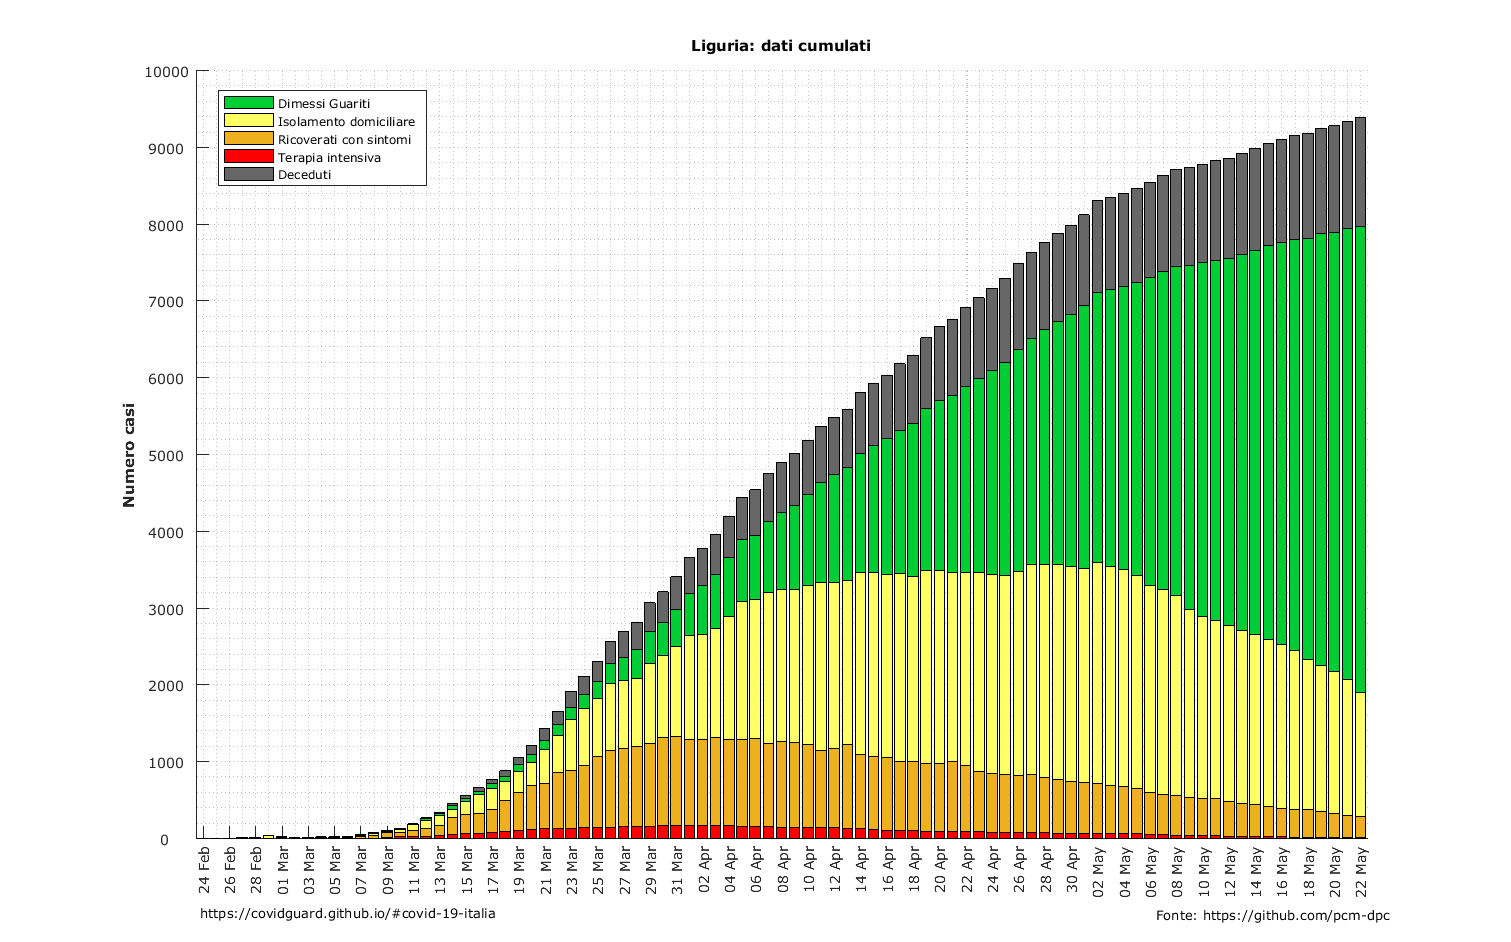 Liguria: dati cumulati
10000
9000
8000
7000
6000
5000
4000
3000
2000
1000
0
Numero casi
Dimessi Guariti
Isolamento domiciliare
Ricoverati con sintomi
Terapia intensiva
Deceduti
24 Feb
26 Feb
28 Feb
01 Mar
03 Mar
05 Mar
07 Mar
09 Mar
11 Mar
13 Mar
15 Mar
17 Mar
19 Mar
21 Mar
23 Mar
25 Mar
27 Mar
29 Mar
31 Mar
02 Apr
04 Apr
06 Apr
08 Apr
10 Apr
12 Apr
14 Apr
16 Apr
18 Apr
20 Apr
22 Apr
24 Apr
26 Apr
28 Apr
30 Apr
02 May
04 May
06 May
08 May
10 May
12 May
14 May
16 May
18 May
20 May
22 May
https://covidguard.github.io/#covid-19-italia
Fonte: https://github.com/pcm-dpc